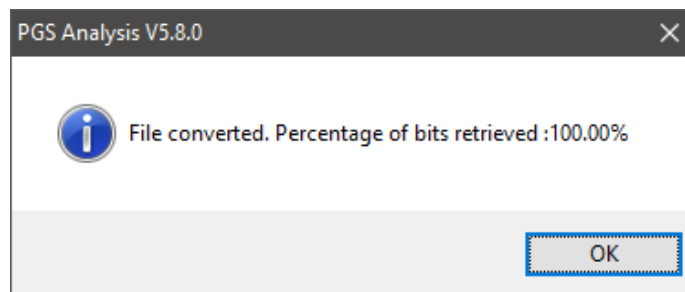 PGS Analysis V5.8.0
File converted. Percentage of bits retrieved :100.00%
OK